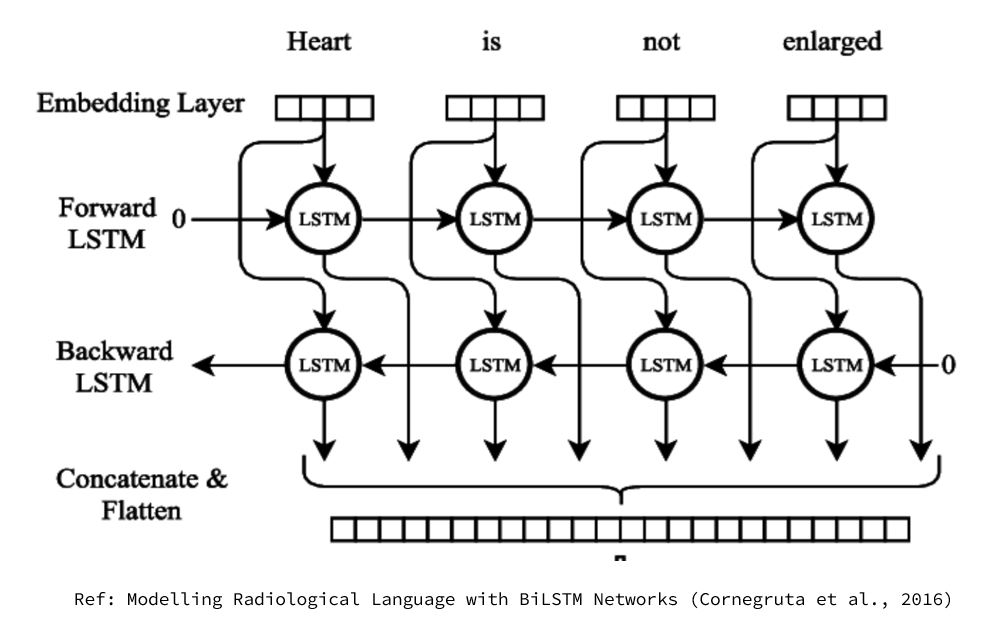 Heart is not enlarged
Embedding Layer
Forward
LSTM
0
LSTM LSTM LSTM LSTM
Backward
LSTM
LSTM LSTM LSTM LSTM
0
Concatenate &
Flatten
Ref: Modelling Radiological Language with BiLSTM Networks (Cornegruta et al., 2016)